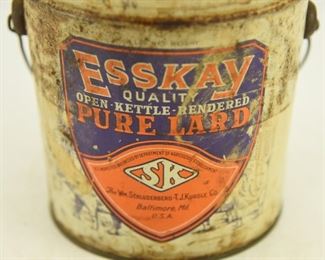 ESSKAY
QUALITY
OPEN-KETTLE-RENDERED
PURE LARD
SK
The Wm. Schluderberg-T.J. Kurdle Co.
Baltimore, Md.
U.S.A.